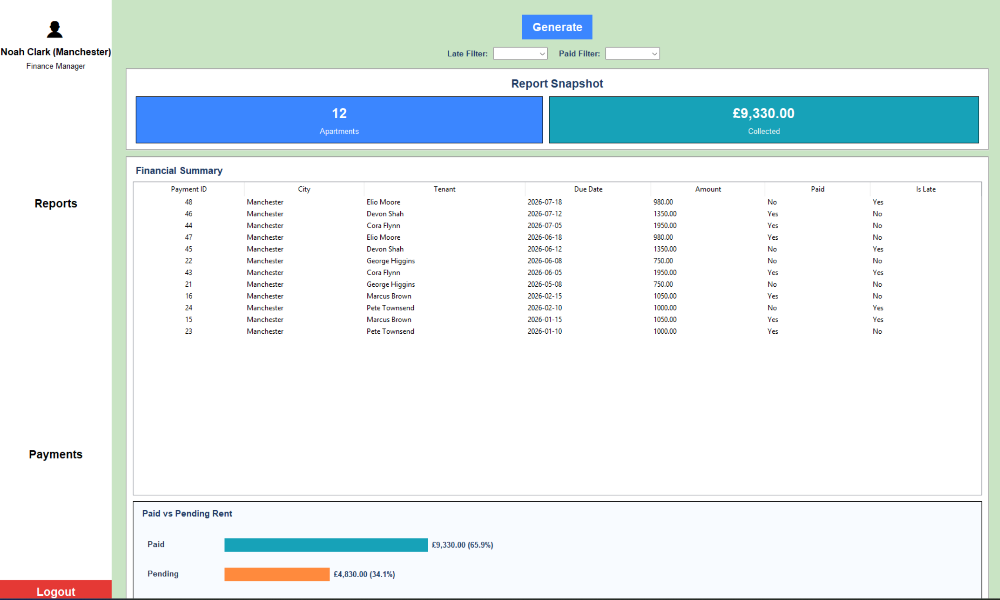 Noah Clark (Manchester)
Finance Manager
Reports
Payments
Logout
Generate
Late Filter: Paid Filter:
Report Snapshot
12
Apartments
£9,330.00
Collected
Financial Summary
Payment ID City Tenant Due Date Amount Paid Is Late
48 Manchester Elio Moore 2026-07-18 980.00 No Yes
46 Manchester Devon Shah 2026-07-12 1350.00 Yes No
44 Manchester Cora Flynn 2026-07-05 1950.00 Yes No
47 Manchester Elio Moore 2026-06-18 980.00 Yes No
45 Manchester Devon Shah 2026-06-12 1350.00 No Yes
22 Manchester George Higgins 2026-06-08 750.00 No No
43 Manchester Cora Flynn 2026-06-05 1950.00 Yes Yes
21 Manchester George Higgins 2026-05-08 750.00 No No
16 Manchester Marcus Brown 2026-02-15 1050.00 Yes No
24 Manchester Pete Townsend 2026-02-10 1000.00 No Yes
15 Manchester Marcus Brown 2026-01-15 1050.00 Yes Yes
23 Manchester Pete Townsend 2026-01-10 1000.00 Yes No
Paid vs Pending Rent
Paid £9,330.00 (65.9%)
Pending £4,830.00 (34.1%)